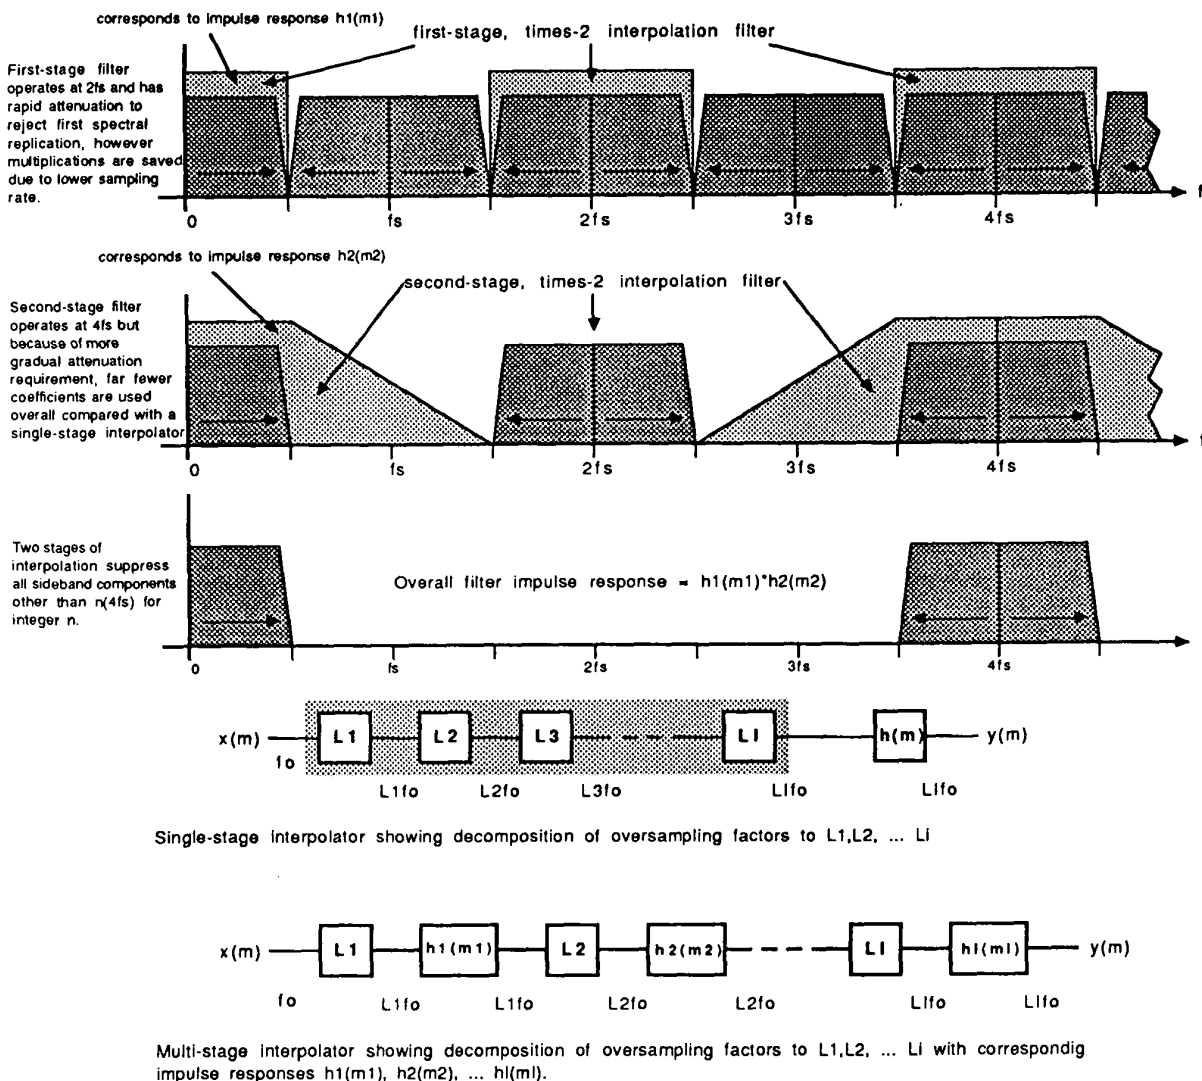 corresponds to impulse response h1(m1)
first-stage, times-2 interpolation filter
First-stage filter
operates at 2fs and has
rapid attenuation to
reject first spectral
replication, however
multiplications are saved
due to lower sampling
rate.
0 fs 2fs 3fs 4fs f
corresponds to impulse response h2(m2)
second-stage, times-2 interpolation filter
Second-stage filter
operates at 4fs but
because of more
gradual attenuation
requirement, far fewer
coefficients are used
overall compared with a
single-stage interpolator
0 fs 2fs 3fs 4fs f
Two stages of
interpolation suppress
all sideband components
other than n(4fs) for
integer n.
Overall filter impulse response = h1(m1)*h2(m2)
0 fs 2fs 3fs 4fs
x(m) L1 L2 L3 LI h(m) y(m)
fo
L1fo L2fo L3fo LIfo LIfo
Single-stage interpolator showing decomposition of oversampling factors to L1,L2, ... Li
x(m) L1 h1(m1) L2 h2(m2) LI hI(mI) y(m)
fo L1fo L1fo L2fo L2fo LIfo LIfo
Multi-stage interpolator showing decomposition of oversampling factors to L1,L2, ... Li with correspondig
impulse responses h1(m1), h2(m2), ... hI(mI).